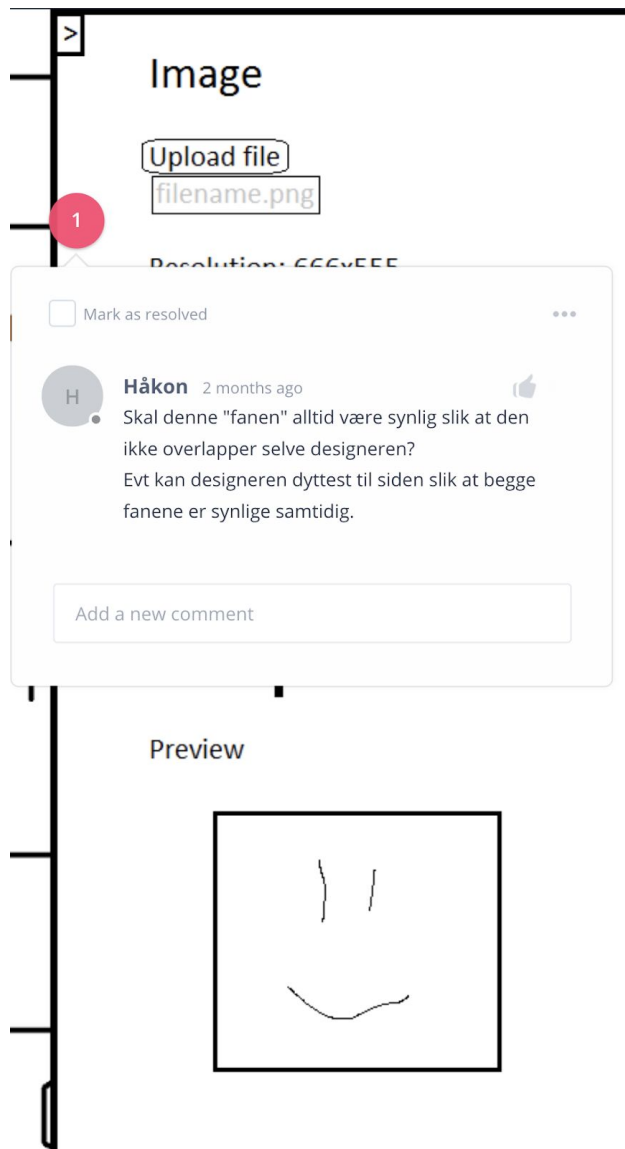 >
Image
Upload file
filename.png
1
Resolution: 666x555
Mark as resolved
H
Håkon 2 months ago
Skal denne "fanen" alltid være synlig slik at den
ikke overlapper selve designeren?
Evt kan designeren dyttest til siden slik at begge
fanene er synlige samtidig.
Add a new comment
Preview